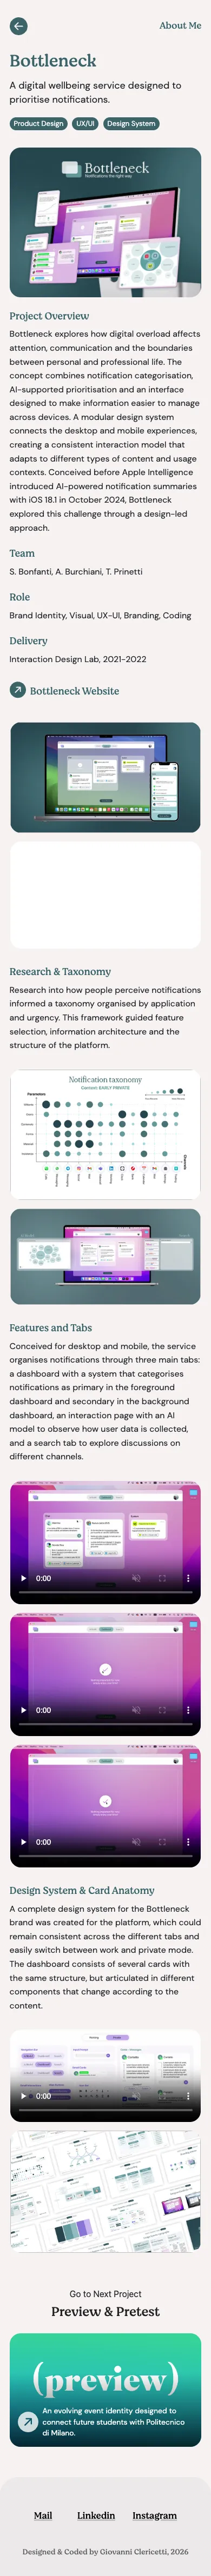 About Me
Bottleneck
A digital wellbeing service designed to
prioritise notifications.
Product Design UX/UI Design System
Bottleneck
Notifications the right way
Project Overview
Bottleneck explores how digital overload affects
attention, communication and the boundaries
between personal and professional life. The
concept combines notification categorisation,
AI-supported prioritisation and an interface
designed to make information easier to manage
across devices. A modular design system
connects the desktop and mobile experiences,
creating a consistent interaction model that
adapts to different types of content and usage
contexts. Conceived before Apple Intelligence
introduced AI-powered notification summaries
with iOS 18.1 in October 2024, Bottleneck
explored this challenge through a design-led
approach.
Team
S. Bonfanti, A. Burchiani, T. Prinetti
Role
Brand Identity, Visual, UX-UI, Branding, Coding
Delivery
Interaction Design Lab, 2021-2022
Bottleneck Website
Research & Taxonomy
Research into how people perceive notifications
informed a taxonomy organised by application
and urgency. This framework guided feature
selection, information architecture and the
structure of the platform.
Notification taxonomy
Context: EARLY PRIVATE
Parameters
Channels
Features and Tabs
Conceived for desktop and mobile, the service
organises notifications through three main tabs:
a dashboard with a system that categorises
notifications as primary in the foreground
dashboard and secondary in the background
dashboard, an interaction page with an AI
model to observe how user data is collected,
and a search tab to explore discussions on
different channels.
0:00
0:00
0:00
Design System & Card Anatomy
A complete design system for the Bottleneck
brand was created for the platform, which could
remain consistent across the different tabs and
easily switch between work and private mode.
The dashboard consists of several cards with
the same structure, but articulated in different
components that change according to the
content.
0:00
Go to Next Project
Preview & Pretest
(preview)
An evolving event identity designed to
connect future students with Politecnico
di Milano.
Mail Linkedin Instagram
Designed & Coded by Giovanni Clericetti, 2026